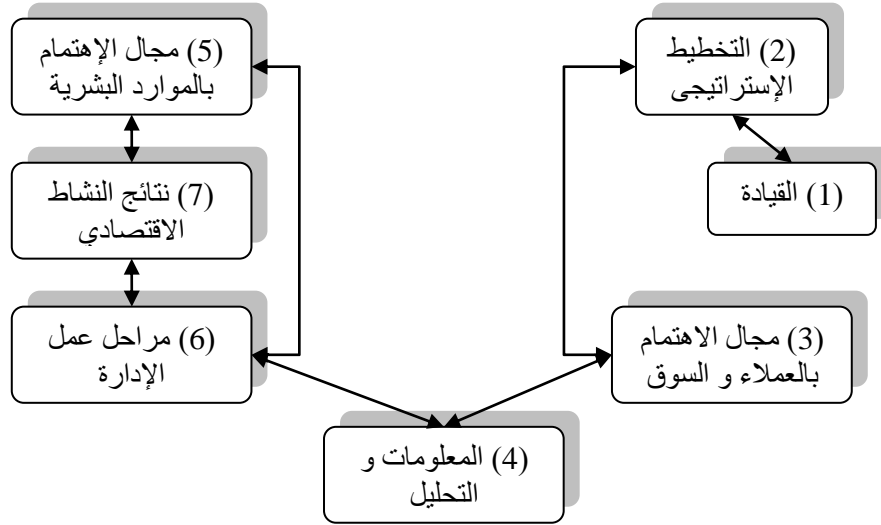 (2) التخطيط
الإستراتيجى
(5) مجال الإهتمام
بالموارد البشرية
(1) القيادة
(7) نتائج النشاط
الاقتصادي
(3) مجال الاهتمام
بالعملاء و السوق
(6) مراحل عمل
الإدارة
(4) المعلومات و
التحليل